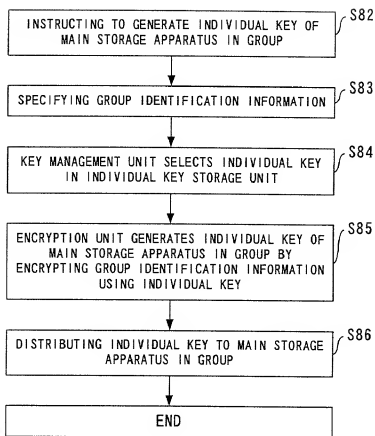 INSTRUCTING TO GENERATE INDIVIDUAL KEY OF
MAIN STORAGE APPARATUS IN GROUP
S82
SPECIFYING GROUP IDENTIFICATION INFORMATION
S83
KEY MANAGEMENT UNIT SELECTS INDIVIDUAL KEY
IN INDIVIDUAL KEY STORAGE UNIT
S84
ENCRYPTION UNIT GENERATES INDIVIDUAL KEY OF
MAIN STORAGE APPARATUS IN GROUP BY
ENCRYPTING GROUP IDENTIFICATION INFORMATION
USING INDIVIDUAL KEY
S85
DISTRIBUTING INDIVIDUAL KEY TO MAIN STORAGE
APPARATUS IN GROUP
S86
END